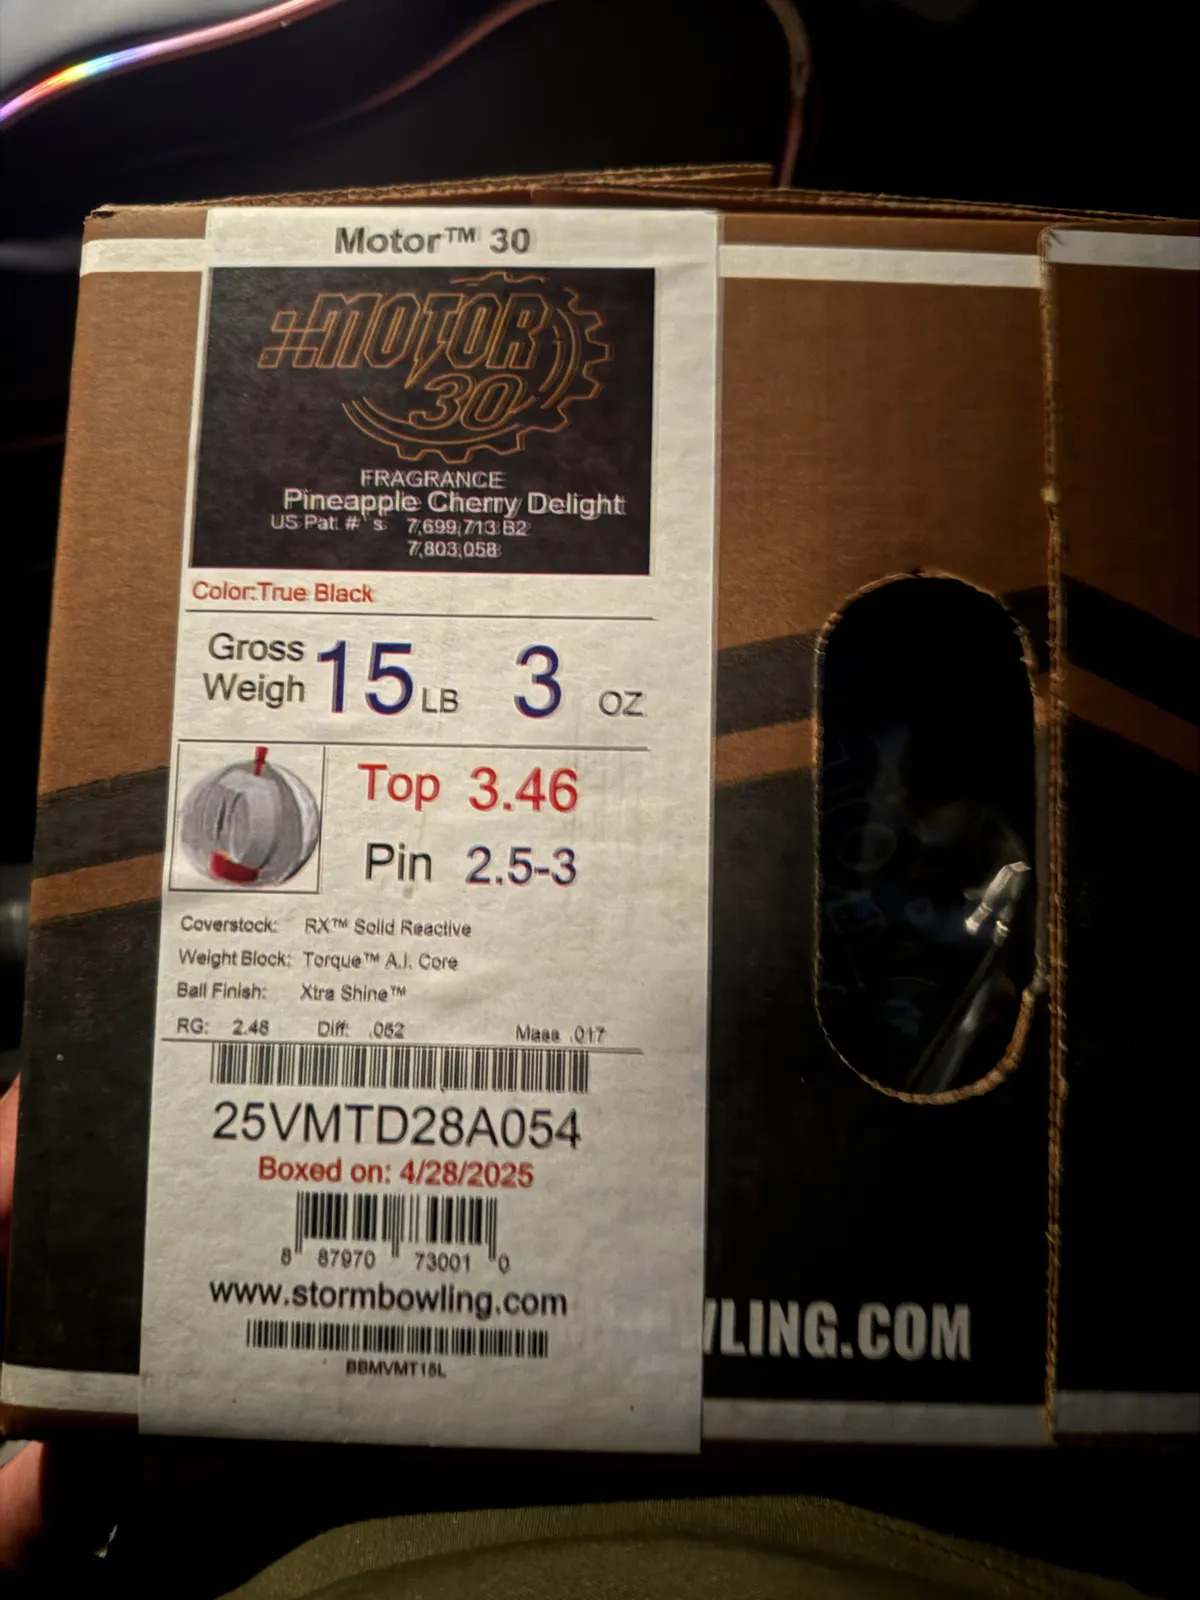 Motor™ 30
#MOTOR
30
FRAGRANCE
Pineapple Cherry Delight
US Pat. # 's 7,699,713 B2
7,803,058
Color:True Black
Gross Weigh 15 LB 3 OZ
Top 3.46
Pin 2.5-3
Coverstock: RX™ Solid Reactive
Weight Block: Torque™ A.I. Core
Ball Finish: Xtra Shine™
RG: 2.48 Diff: .052 Mass .017
25VMTD28A054
Boxed on: 4/28/2025
8 87970 73001 0
www.stormbowling.com
BBMVMT15L
WLING.COM